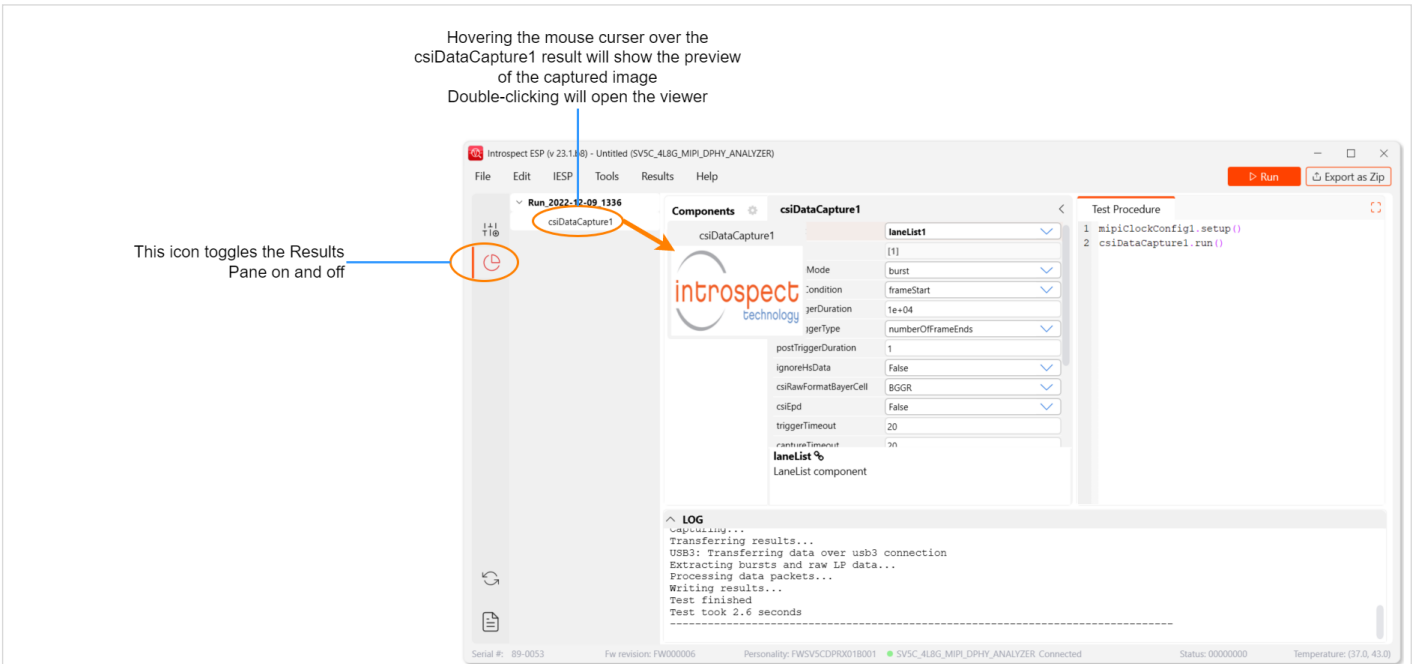 Hovering the mouse curser over the
csiDataCapture1 result will show the preview
of the captured image
Double-clicking will open the viewer
This icon toggles the Results
Pane on and off
Introspect ESP (v 23.1.b8) - Untitled (SV5C_4L8G_MIPI_DPHY_ANALYZER)
File Edit IESP Tools Results Help
Run Export as Zip
Run_2022-12-09_1336
csiDataCapture1
Components
csiDataCapture1
introspect
technology
csiDataCapture1
laneList1
[1]
Mode burst
Condition frameStart
gerDuration 1e+04
gerType numberOfFrameEnds
postTriggerDuration 1
ignoreHsData False
csiRawFormatBayerCell BGGR
csiEpd False
triggerTimeout 20
captureTimeout 20
laneList
LaneList component
Test Procedure
1 mipiClockConfig1.setup()
2 csiDataCapture1.run()
LOG
Capturing...
Transferring results...
USB3: Transferring data over usb3 connection
Extracting bursts and raw LP data...
Processing data packets...
Writing results...
Test finished
Test took 2.6 seconds
--------------------------------------------------------------------------------
Serial #: 89-0053 Fw revision: FW000006 Personality: FWSV5CDPRX01B001 SV5C_4L8G_MIPI_DPHY_ANALYZER Connected Status: 00000000 Temperature: (37.0, 43.0)